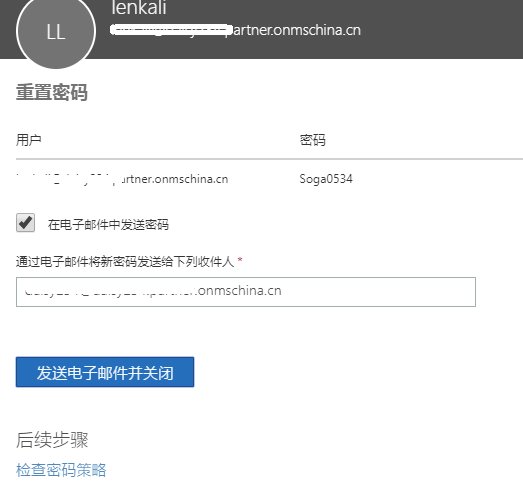 LL
lenkali
partner.onmschina.cn
重置密码
用户 密码
partner.onmschina.cn Soga0534
在电子邮件中发送密码
通过电子邮件将新密码发送给下列收件人 *
partner.onmschina.cn
发送电子邮件并关闭
后续步骤
检查密码策略